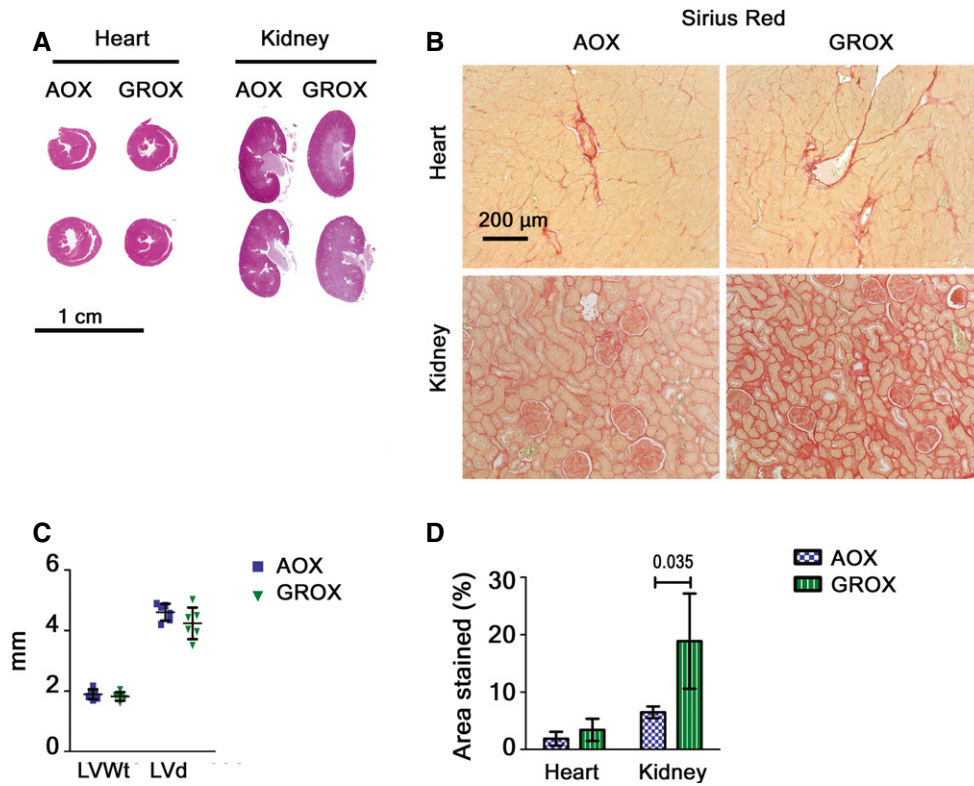 A
Heart
Kidney
AOX
GROX
AOX
GROX
1 cm
B
Sirius Red
AOX
GROX
Heart
200 µm
Kidney
C
6
4
2
0
mm
LVWt
LVd
AOX
GROX
D
0.035
30
20
10
0
Area stained (%)
Heart
Kidney
AOX
GROX